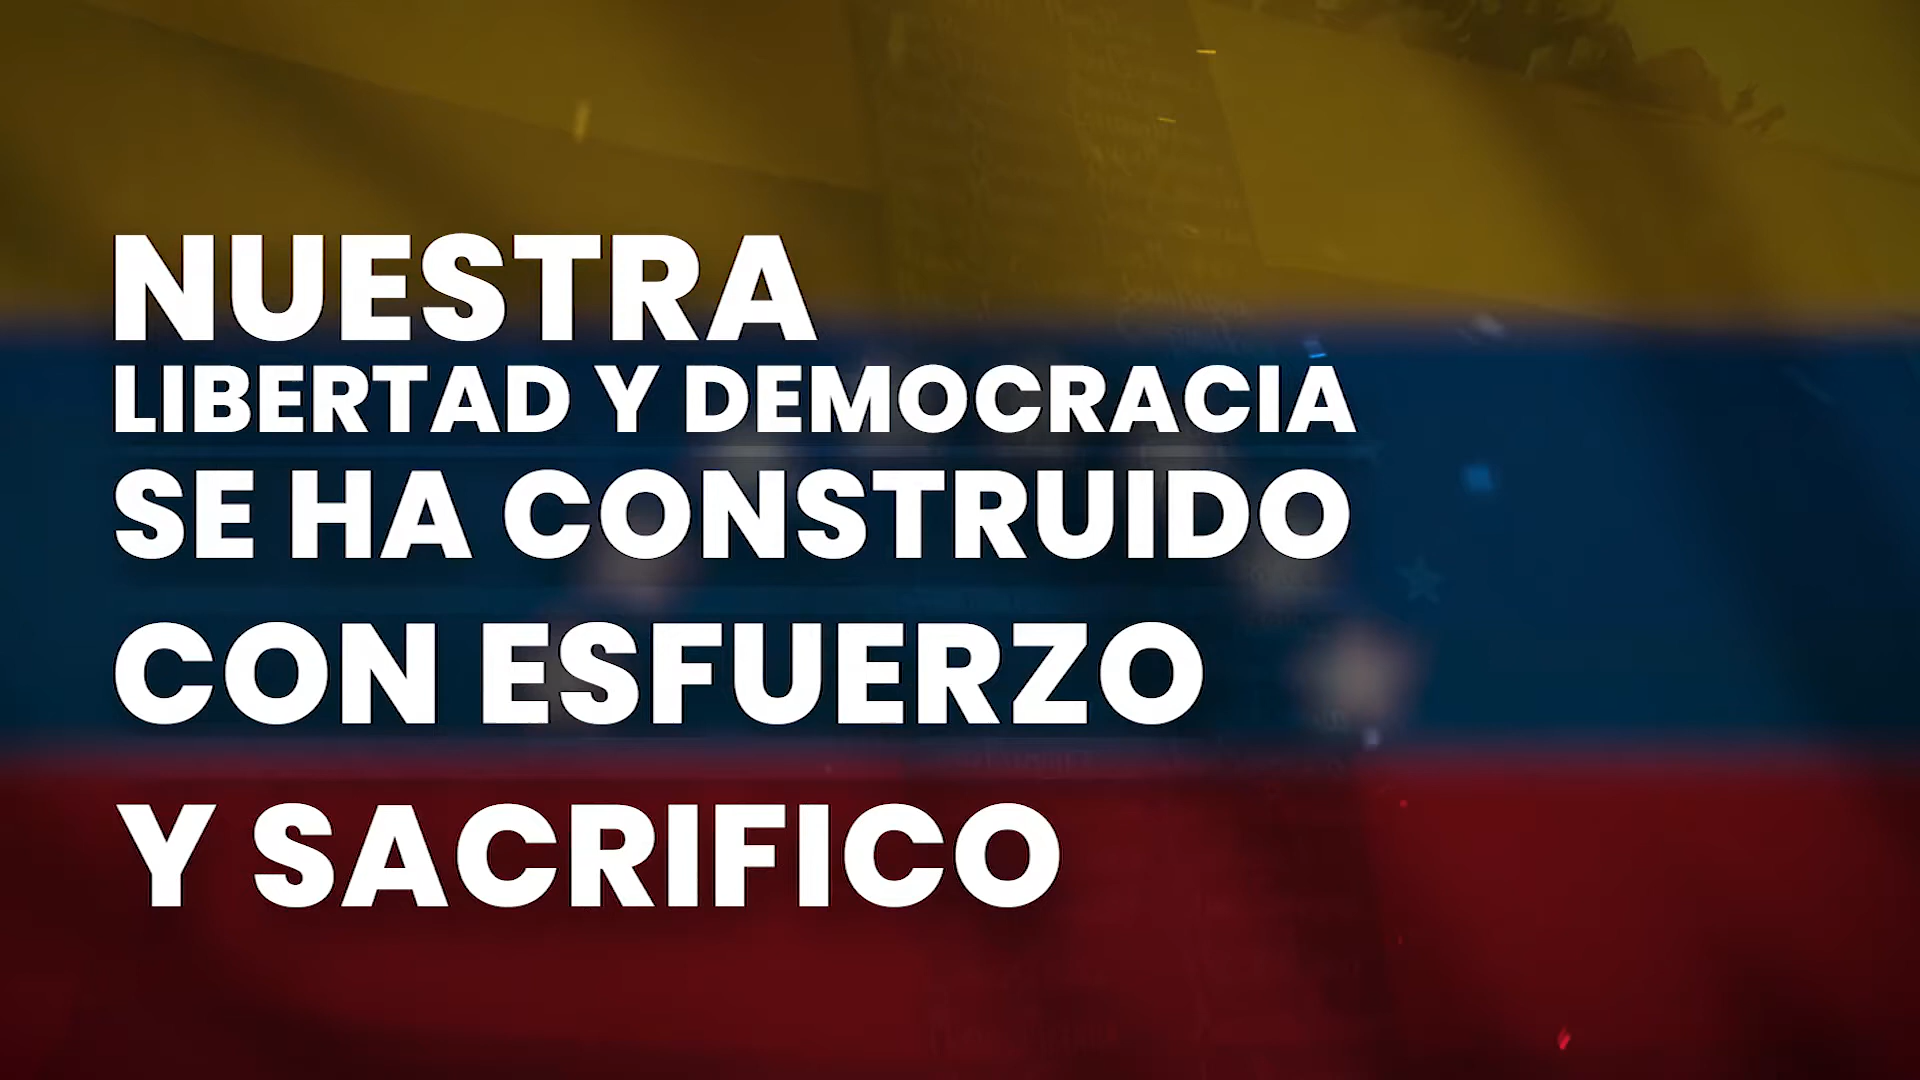 NUESTRA
LIBERTAD Y DEMOCRACIA
SE HA CONSTRUIDO
CON ESFUERZO
Y SACRIFICO